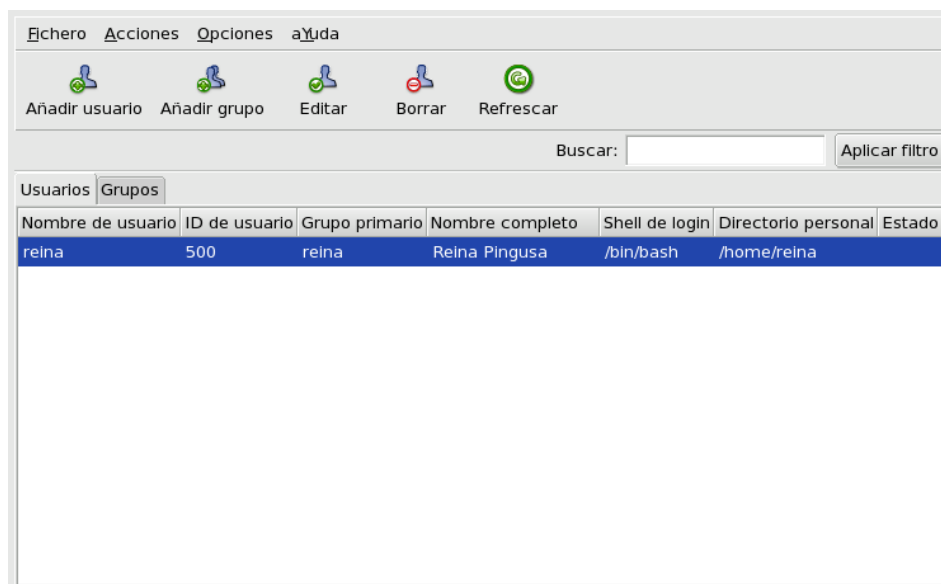 Fichero Acciones Opciones aYuda
Añadir usuario Añadir grupo Editar Borrar Refrescar
Buscar: Aplicar filtro
Usuarios Grupos
Nombre de usuario ID de usuario Grupo primario Nombre completo Shell de login Directorio personal Estado
reina 500 reina Reina Pingusa /bin/bash /home/reina